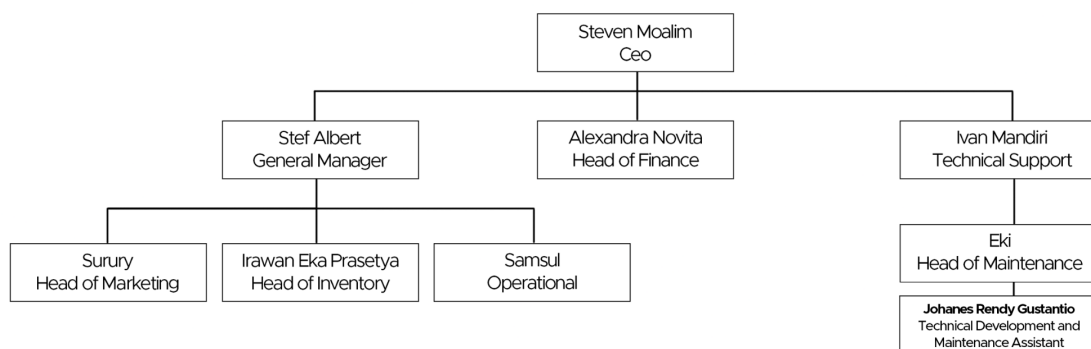 Steven Moalim
Ceo
Stef Albert
General Manager
Alexandra Novita
Head of Finance
Ivan Mandiri
Technical Support
Surury
Head of Marketing
Irawan Eka Prasetya
Head of Inventory
Samsul
Operational
Eki
Head of Maintenance
Johanes Rendy Gustantio
Technical Development and
Maintenance Assistant